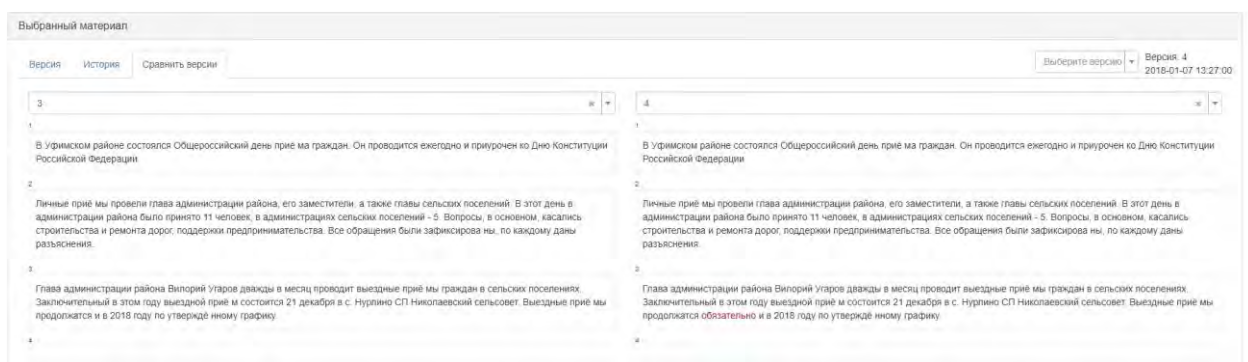 Выбранный материал
Версия История Сравнить версии
Выберите версию
Версия: 4
2018-01-07 13:27:00
3
1
В Уфимском районе состоялся Общероссийский день приё ма граждан. Он проводится ежегодно и приурочен ко Дню Конституции
Российской Федерации
2
Личные приё мы провели глава администрации района, его заместители, а также главы сельских поселений. В этот день в
администрации района было принято 11 человек, в администрациях сельских поселений - 5. Вопросы, в основном, касались
строительства и ремонта дорог, поддержки предпринимательства. Все обращения были зафиксирова ны, по каждому даны
разъяснения.
3
Глава администрации района Вилорий Угаров дважды в месяц проводит выездные приё мы граждан в сельских поселениях.
Заключительный в этом году выездной приё м состоится 21 декабря в с. Нурлино СП Николаевский сельсовет. Выездные приё мы
продолжатся и в 2018 году по утверждё нному графику.
4
4
1
В Уфимском районе состоялся Общероссийский день приё ма граждан. Он проводится ежегодно и приурочен ко Дню Конституции
Российской Федерации
2
Личные приё мы провели глава администрации района, его заместители, а также главы сельских поселений. В этот день в
администрации района было принято 11 человек, в администрациях сельских поселений - 5. Вопросы, в основном, касались
строительства и ремонта дорог, поддержки предпринимательства. Все обращения были зафиксирова ны, по каждому даны
разъяснения.
3
Глава администрации района Вилорий Угаров дважды в месяц проводит выездные приё мы граждан в сельских поселениях.
Заключительный в этом году выездной приё м состоится 21 декабря в с. Нурлино СП Николаевский сельсовет. Выездные приё мы
продолжатся обязательно и в 2018 году по утверждё нному графику.
4